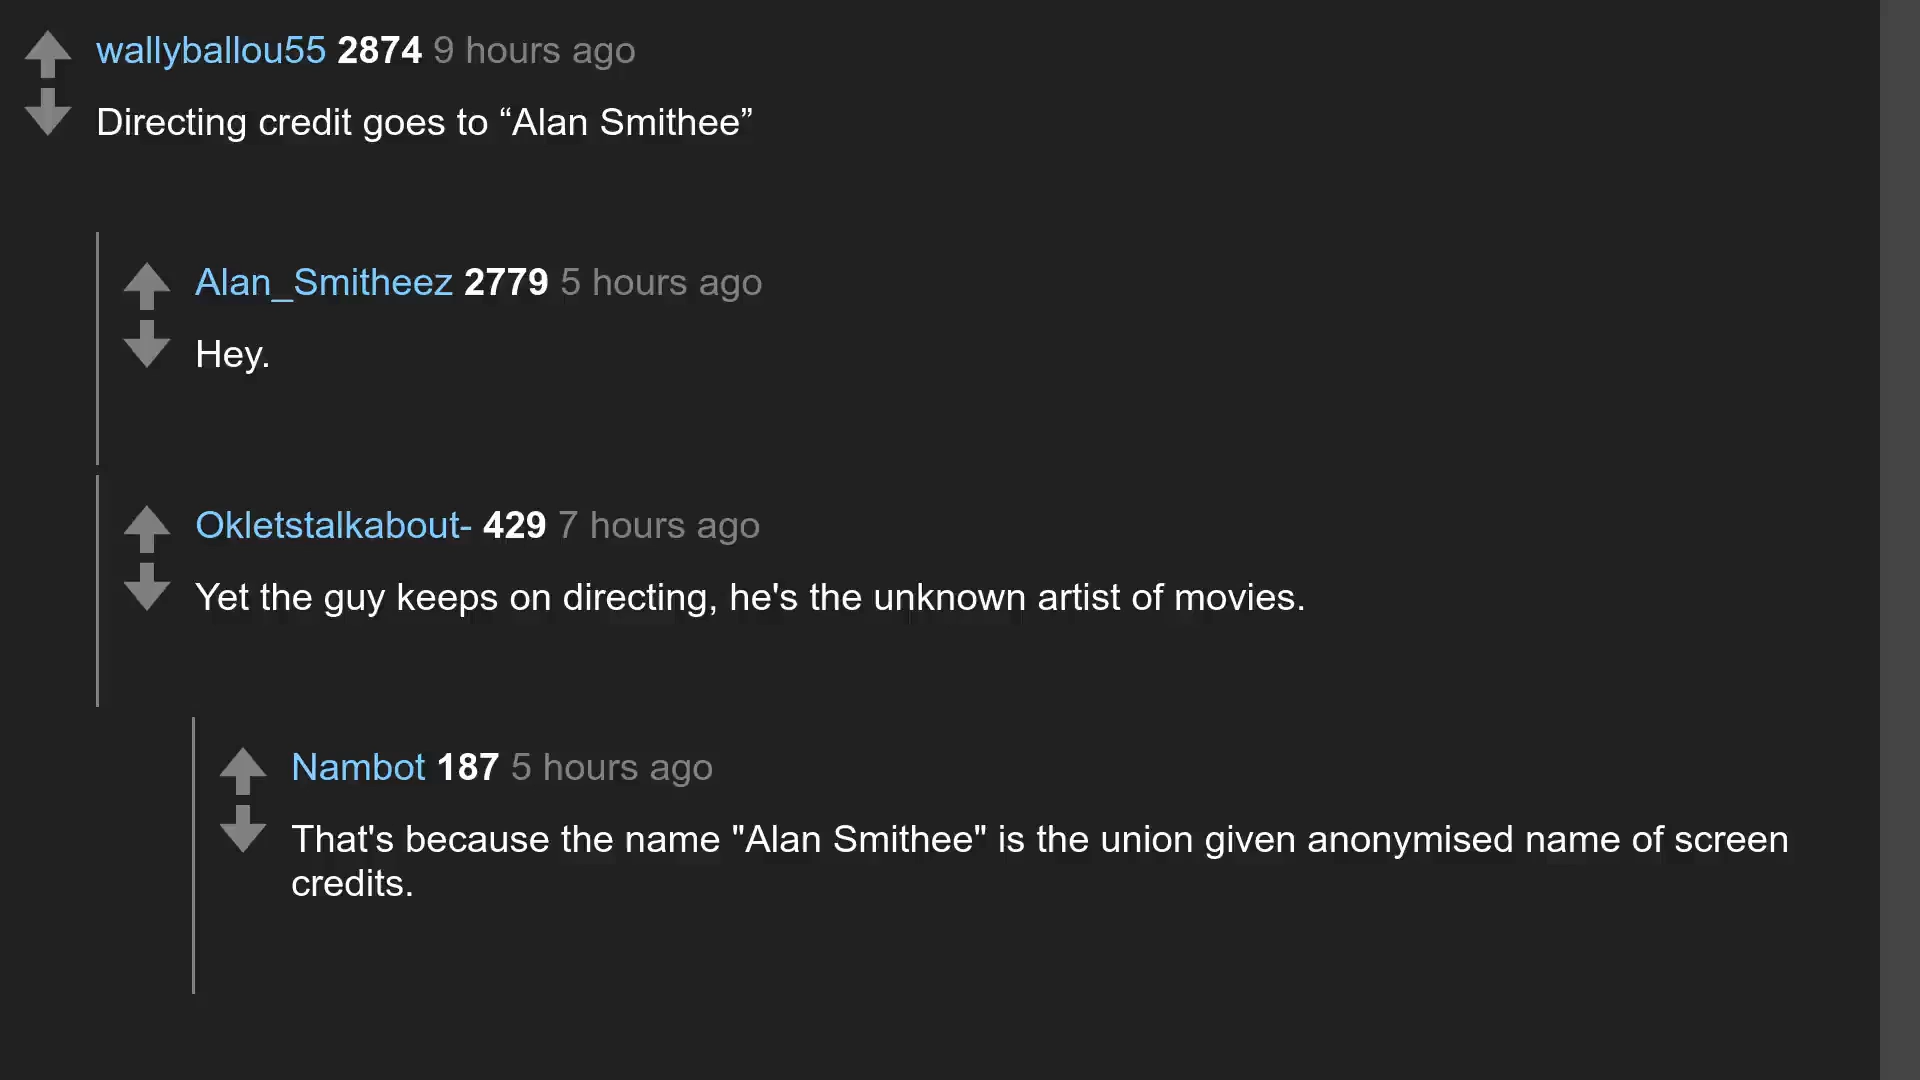 wallyballou55 2874 9 hours ago
Directing credit goes to “Alan Smithee”
Alan_Smitheez 2779 5 hours ago
Hey.
Okletstalkabout- 429 7 hours ago
Yet the guy keeps on directing, he's the unknown artist of movies.
Nambot 187 5 hours ago
That's because the name "Alan Smithee" is the union given anonymised name of screen
credits.